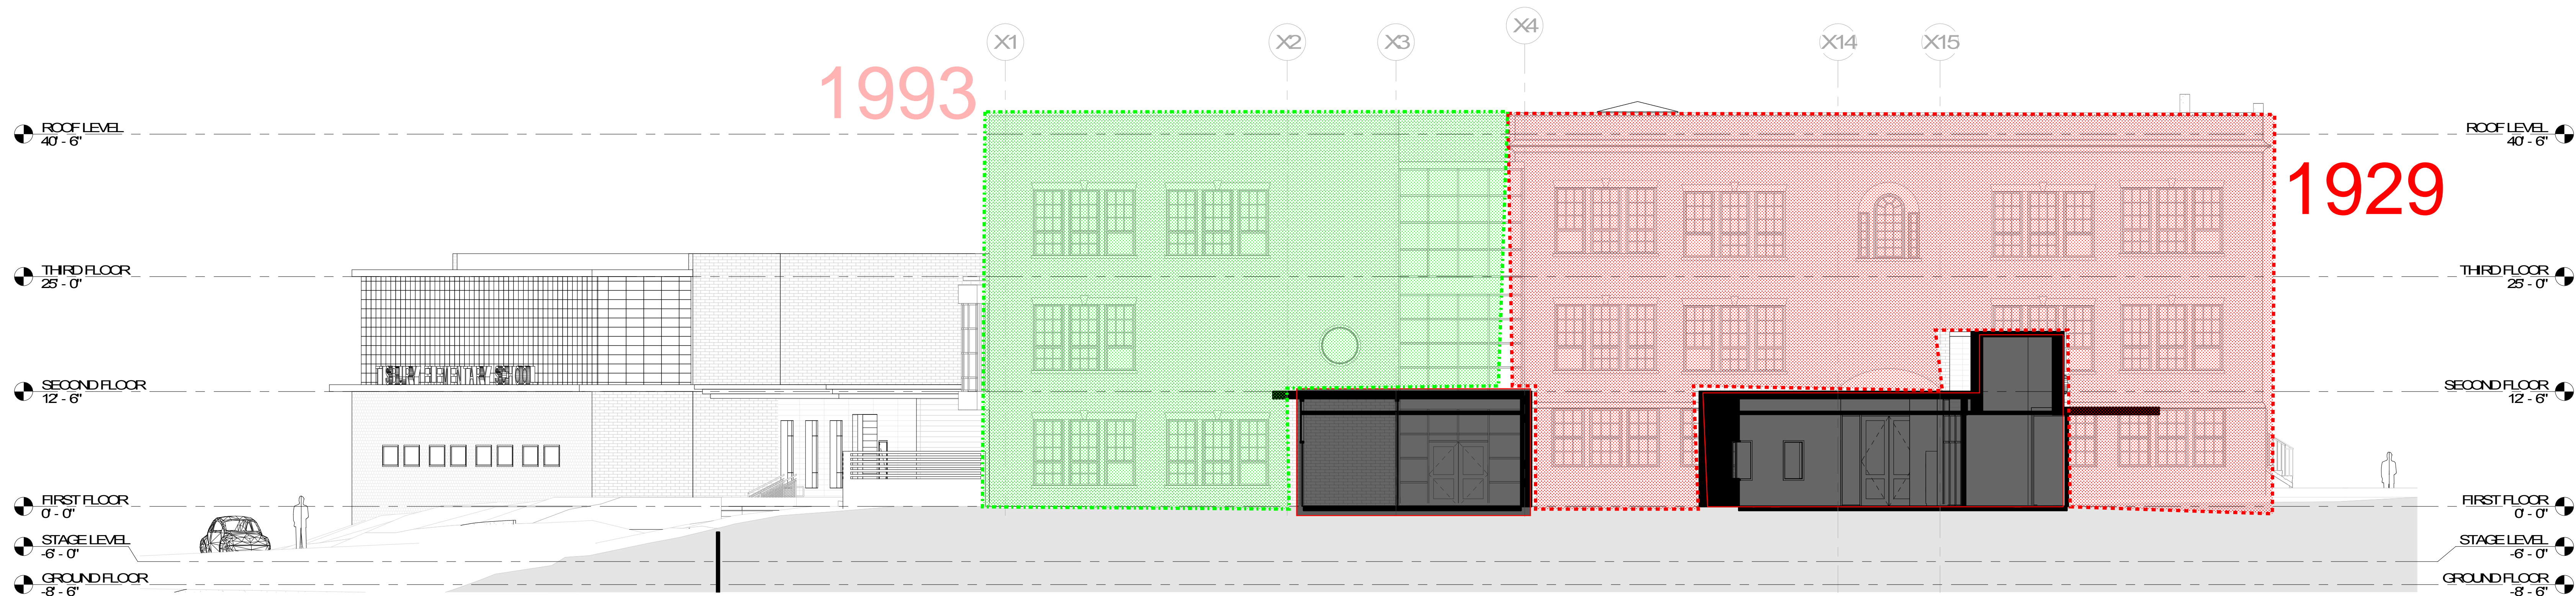 X1
X2
X3
X4
X14
X15
1993
1929
ROOF LEVEL
40' - 6"
THIRD FLOOR
25' - 0"
SECOND FLOOR
12' - 6"
FIRST FLOOR
0' - 0"
STAGE LEVEL
-6' - 0"
GROUND FLOOR
-8' - 6"
ELEMENTARY SCHOOL
ROOF LEVEL
40' - 6"
THIRD FLOOR
25' - 0"
SECOND FLOOR
12' - 6"
FIRST FLOOR
0' - 0"
STAGE LEVEL
-6' - 0"
GROUND FLOOR
-8' - 6"